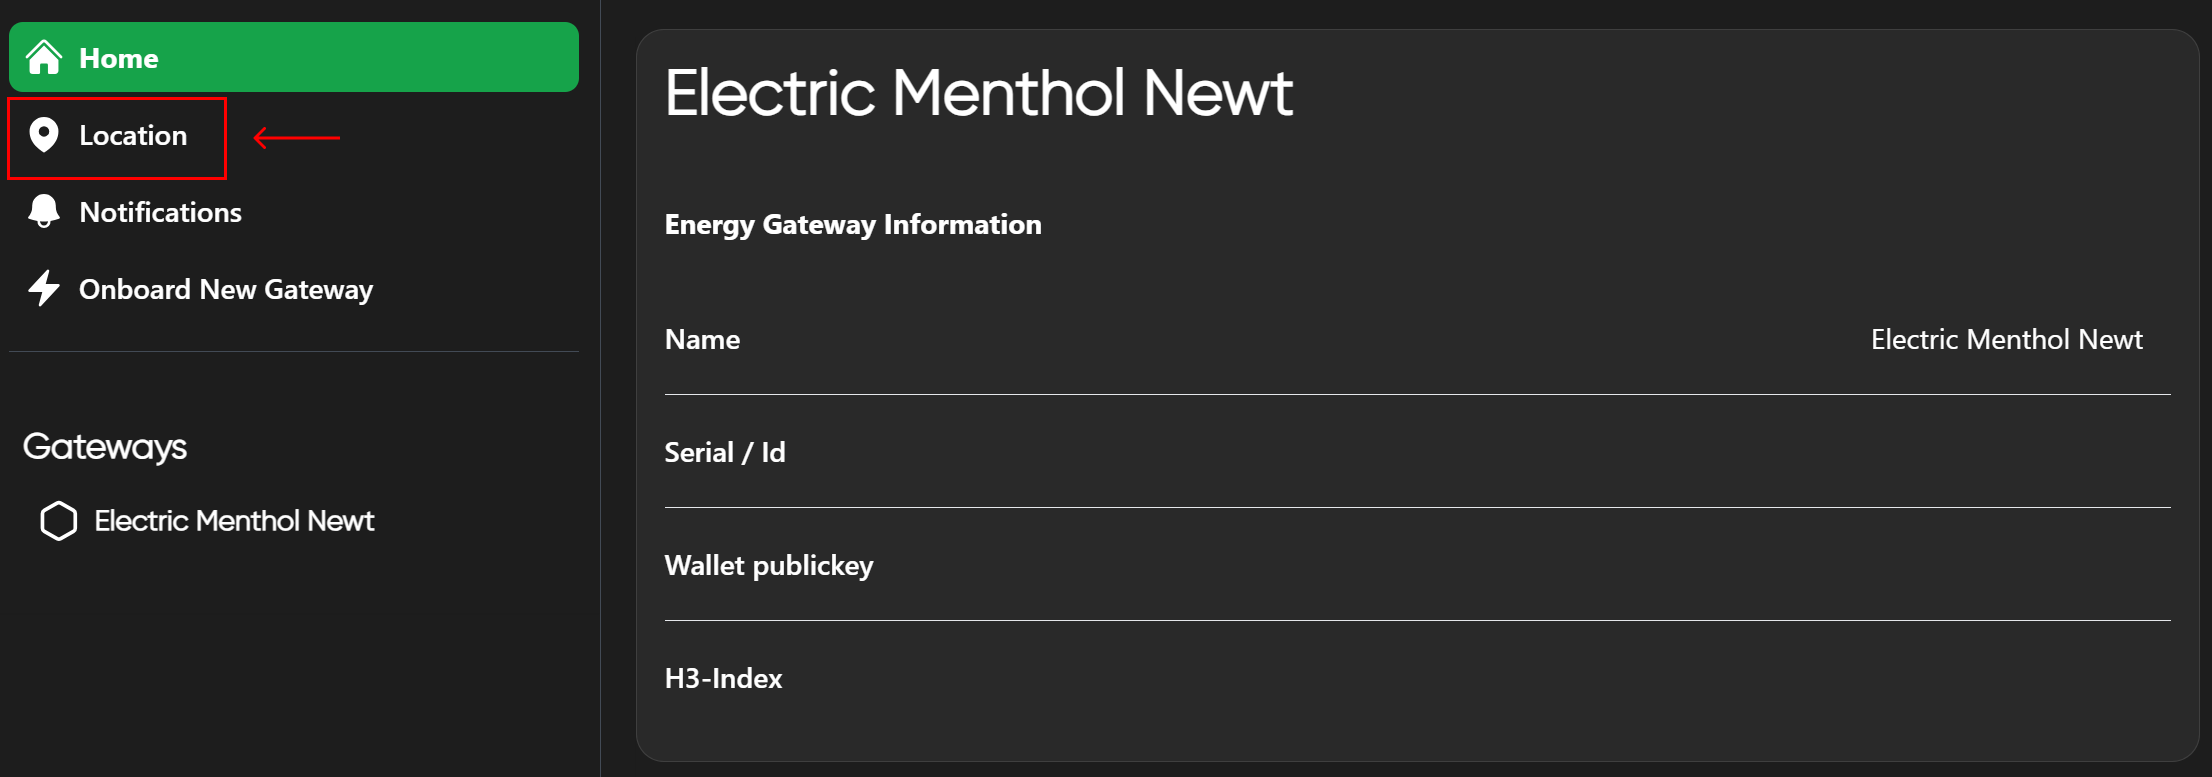 Home
Location
Notifications
Onboard New Gateway
Gateways
Electric Menthol Newt
Electric Menthol Newt
Energy Gateway Information
Name
Electric Menthol Newt
Serial / Id
Wallet publickey
H3-Index